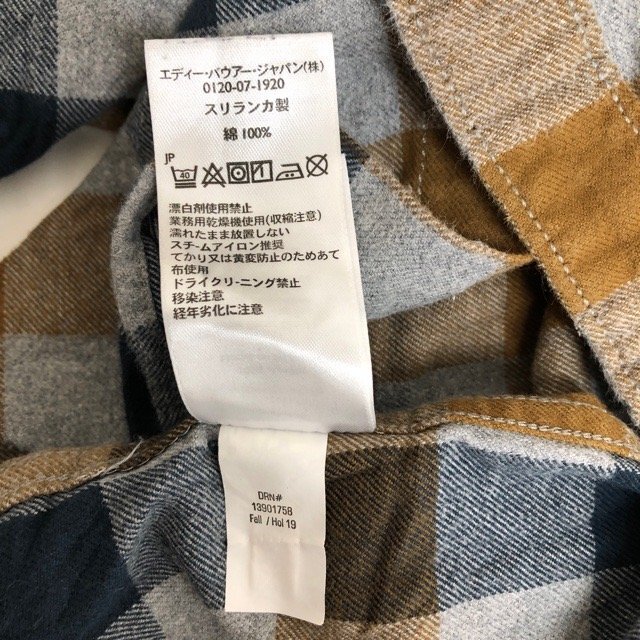 エディー・バウアー・ジャパン(株)
0120-07-1920
スリランカ製
綿 100%
JP
40
漂白剤使用禁止
業務用乾燥機使用(収縮注意)
濡れたまま放置しない
スチームアイロン推奨
てかり又は黄変防止のためあて
布使用
ドライクリ-ニング禁止
移染注意
経年劣化に注意
DRN#
13901758
Fall / Hol 19